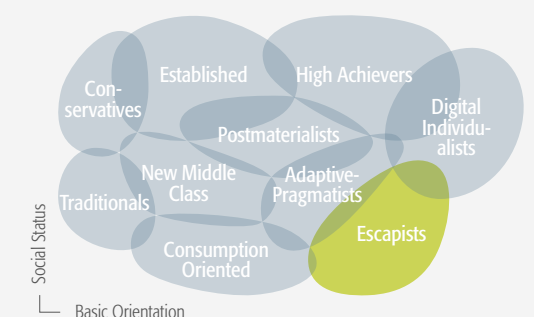 Established
High Achievers
Con-
servatives
Digital
Individu-
alists
Postmaterialists
New Middle
Class
Adaptive-
Pragmatists
Traditionals
Escapists
Consumption
Oriented
Social Status
Basic Orientation